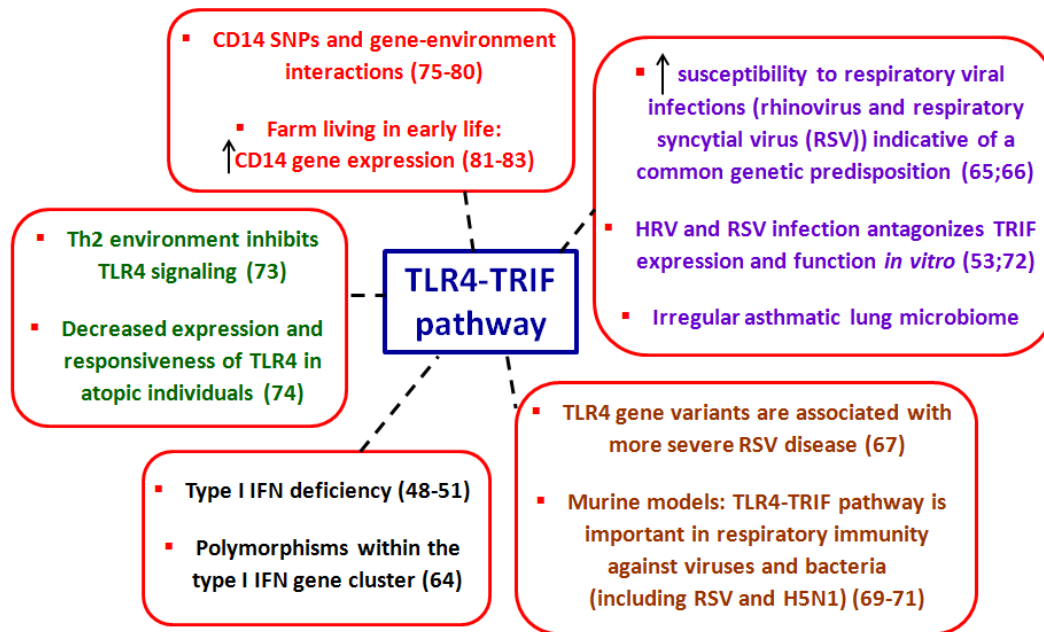 ▪ CD14 SNPs and gene-environment
interactions (75-80)
▪ Farm living in early life:
↑CD14 gene expression (81-83)
▪ ↑ susceptibility to respiratory viral
infections (rhinovirus and respiratory
syncytial virus (RSV)) indicative of a
common genetic predisposition (65;66)
▪ HRV and RSV infection antagonizes TRIF
expression and function in vitro (53;72)
▪ Irregular asthmatic lung microbiome
▪ Th2 environment inhibits
TLR4 signaling (73)
▪ Decreased expression and
responsiveness of TLR4 in
atopic individuals (74)
TLR4-TRIF
pathway
▪ Type I IFN deficiency (48-51)
▪ Polymorphisms within the
type I IFN gene cluster (64)
▪ TLR4 gene variants are associated with
more severe RSV disease (67)
▪ Murine models: TLR4-TRIF pathway is
important in respiratory immunity
against viruses and bacteria
(including RSV and H5N1) (69-71)